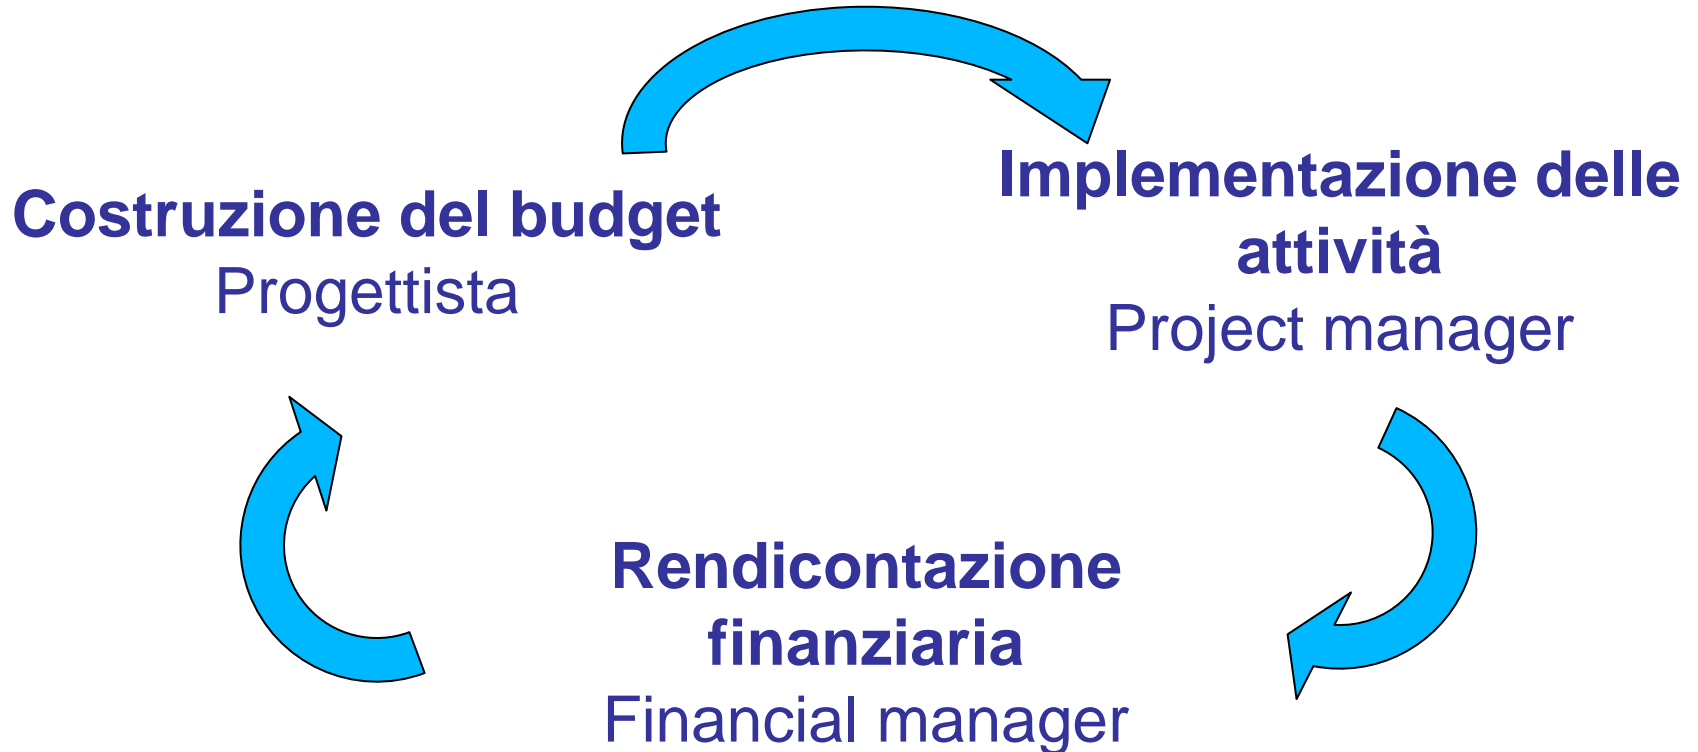 Costruzione del budget
Progettista
Implementazione delle
attività
Project manager
Rendicontazione
finanziaria
Financial manager